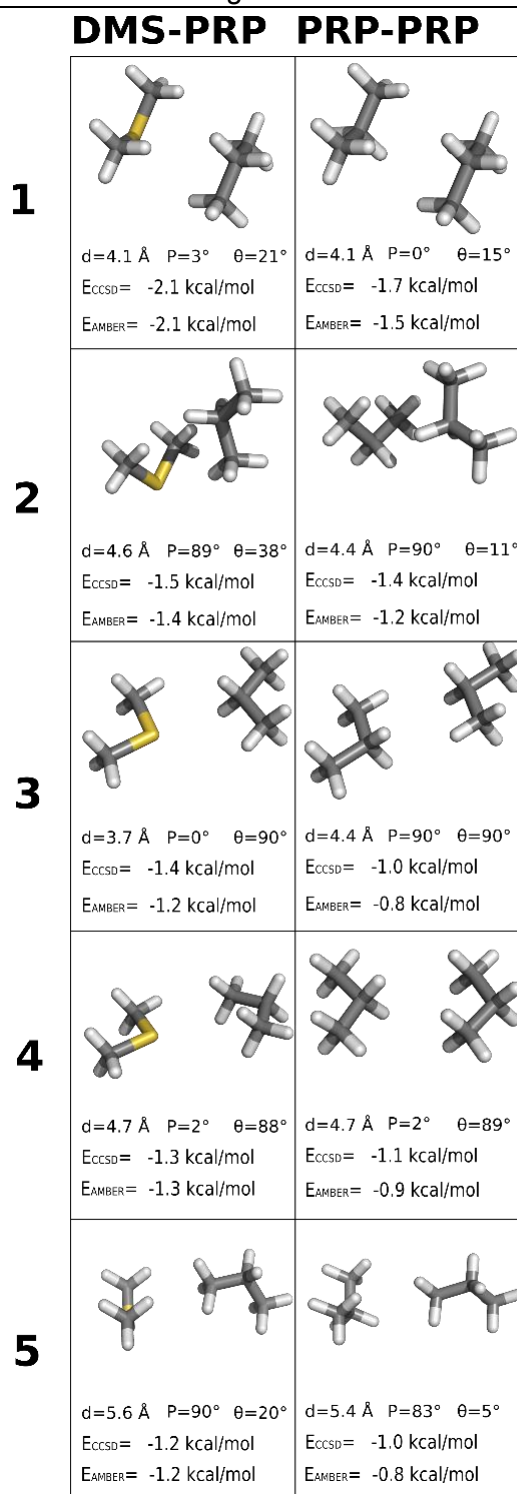 DMS-PRP PRP-PRP
1
d=4.1 Å P=3° θ=21°
ECCSD= -2.1 kcal/mol
EAMBER= -2.1 kcal/mol
d=4.1 Å P=0° θ=15°
ECCSD= -1.7 kcal/mol
EAMBER= -1.5 kcal/mol
2
d=4.6 Å P=89° θ=38°
ECCSD= -1.5 kcal/mol
EAMBER= -1.4 kcal/mol
d=4.4 Å P=90° θ=11°
ECCSD= -1.4 kcal/mol
EAMBER= -1.2 kcal/mol
3
d=3.7 Å P=0° θ=90°
ECCSD= -1.4 kcal/mol
EAMBER= -1.2 kcal/mol
d=4.4 Å P=90° θ=90°
ECCSD= -1.0 kcal/mol
EAMBER= -0.8 kcal/mol
4
d=4.7 Å P=2° θ=88°
ECCSD= -1.3 kcal/mol
EAMBER= -1.3 kcal/mol
d=4.7 Å P=2° θ=89°
ECCSD= -1.1 kcal/mol
EAMBER= -0.9 kcal/mol
5
d=5.6 Å P=90° θ=20°
ECCSD= -1.2 kcal/mol
EAMBER= -1.2 kcal/mol
d=5.4 Å P=83° θ=5°
ECCSD= -1.0 kcal/mol
EAMBER= -0.8 kcal/mol